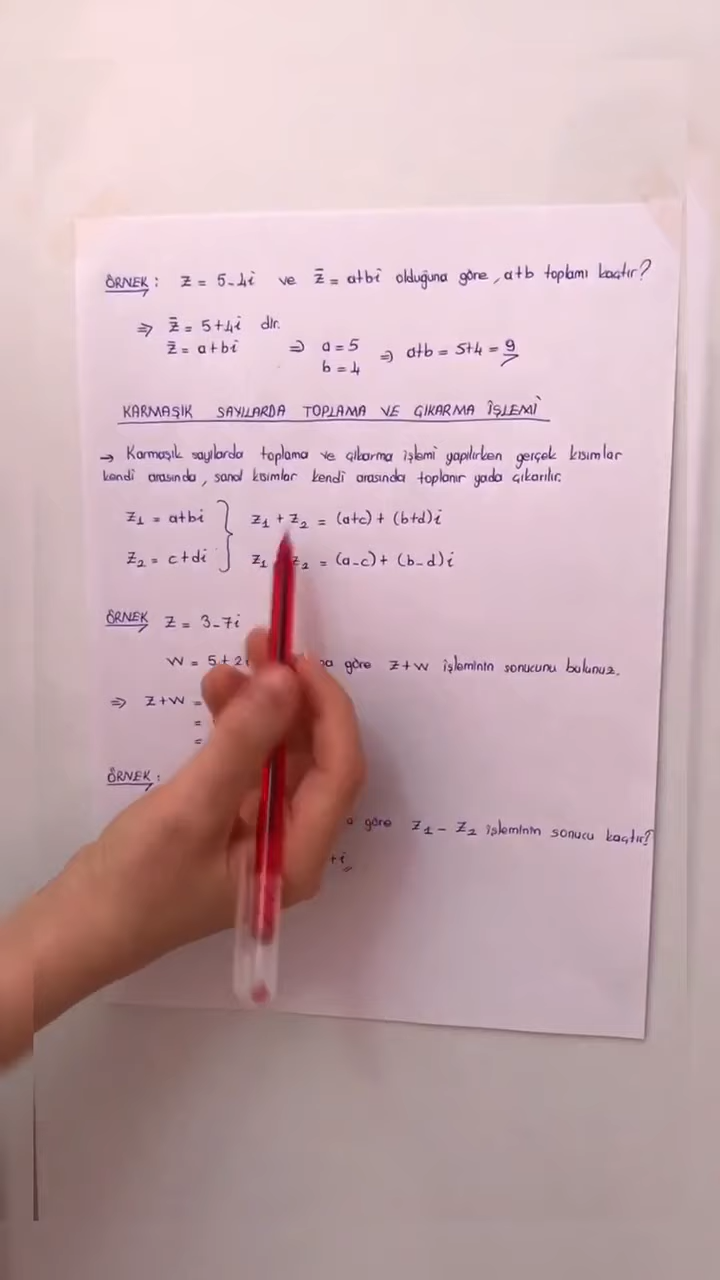 ÖRNEK: z = 5-4i ve z̄ = a+bi olduğuna göre, a+b toplamı kaçtır?
⇒ z̄ = 5+4i dir.
z̄ = a+bi ⇒ a=5 ⇒ a+b = 5+4 = 9
b=4
KARMAŞIK SAYILARDA TOPLAMA VE ÇIKARMA İŞLEMİ
→ Karmaşık sayılarda toplama ve çıkarma işlemi yapılırken gerçek kısımlar
kendi arasında, sanal kısımlar kendi arasında toplanır yada çıkarılır.
z₁ = a+bi } z₁ + z₂ = (a+c) + (b+d)i
z₂ = c+di z₁ z₂ = (a-c) + (b-d)i
ÖRNEK z = 3-7i
W = 5+2 göre z+w işleminin sonucunu bulunuz.
⇒ z+w =
=
=
ÖRNEK:
göre z₁ - z₂ işleminin sonucu kaçtır?
+i